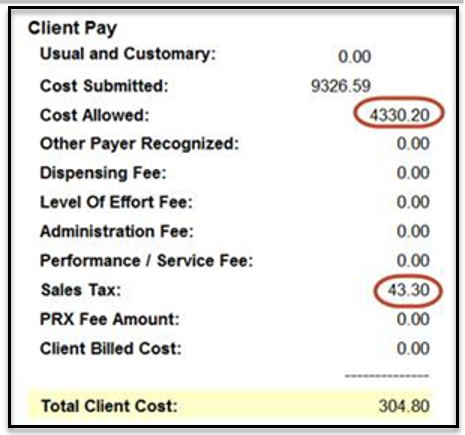 Client Pay
Usual and Customary: 0.00
Cost Submitted: 9326.59
Cost Allowed: 4330.20
Other Payer Recognized: 0.00
Dispensing Fee: 0.00
Level Of Effort Fee: 0.00
Administration Fee: 0.00
Performance / Service Fee: 0.00
Sales Tax: 43.30
PRX Fee Amount: 0.00
Client Billed Cost: 0.00
--------------
Total Client Cost: 304.80